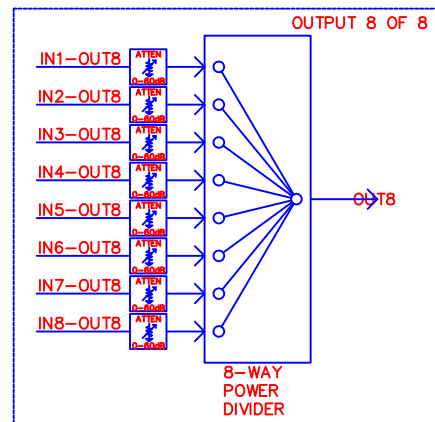 OUTPUT 8 OF 8
IN1-OUT8
ATTEN
0-60dB
IN2-OUT8
ATTEN
0-60dB
IN3-OUT8
ATTEN
0-60dB
IN4-OUT8
ATTEN
0-60dB
IN5-OUT8
ATTEN
0-60dB
IN6-OUT8
ATTEN
0-60dB
IN7-OUT8
ATTEN
0-60dB
IN8-OUT8
ATTEN
0-60dB
OUT8
8-WAY
POWER
DIVIDER